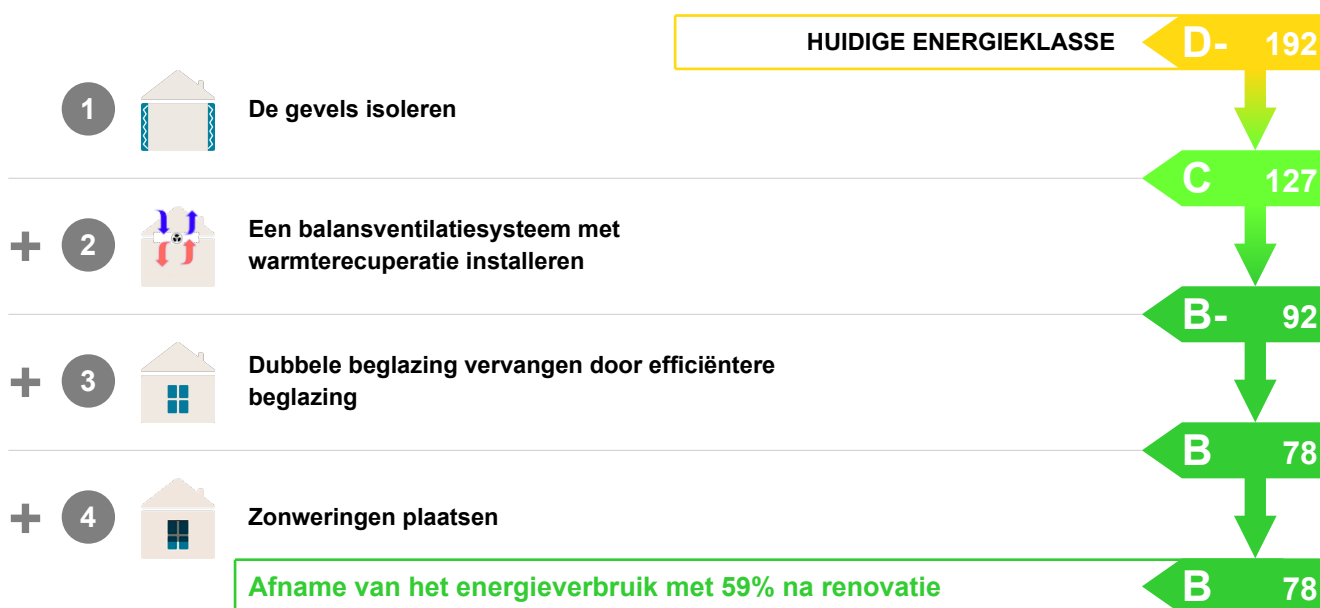 HUIDIGE ENERGIEKLASSE D- 192
1 De gevels isoleren
C 127
+ 2 Een balansventilatiesysteem met
warmterecuperatie installeren
B- 92
+ 3 Dubbele beglazing vervangen door efficiëntere
beglazing
B 78
+ 4 Zonweringen plaatsen
Afname van het energieverbruik met 59% na renovatie B 78